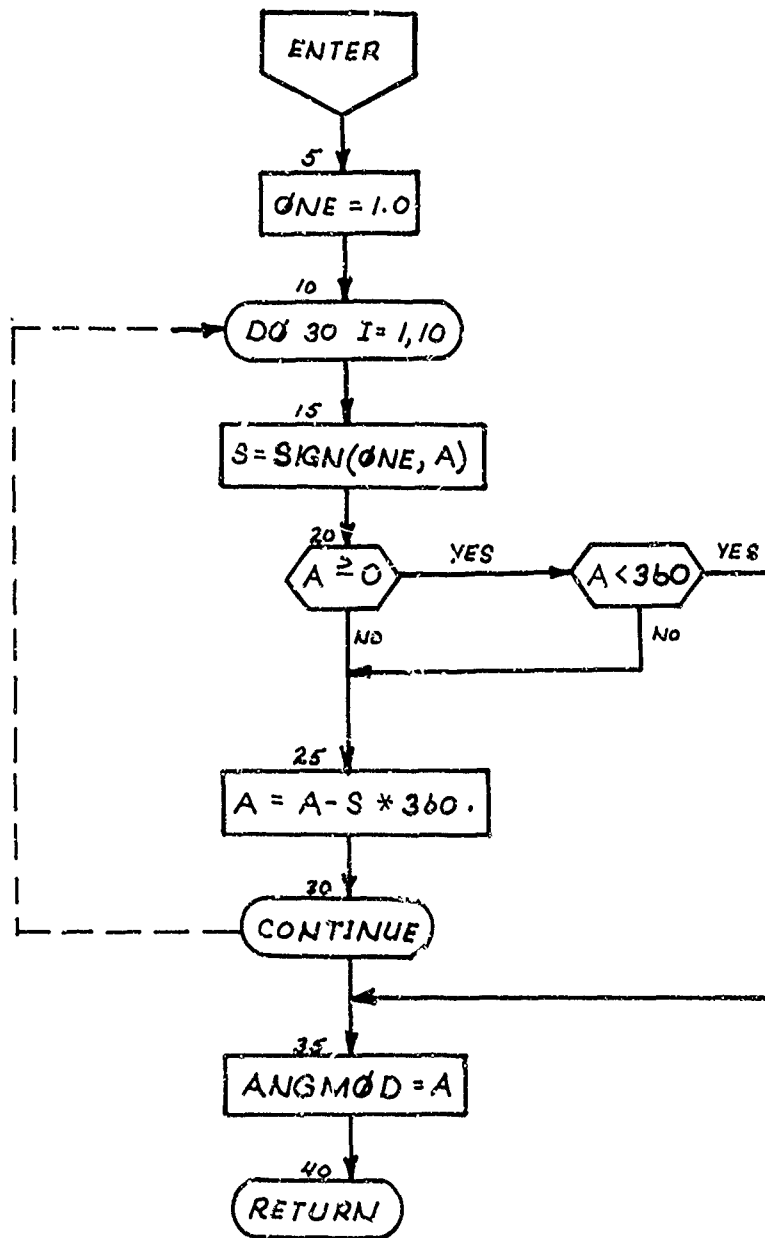 ENTER
5
ØNE = 1.0
10
DØ 30 I = 1, 10
15
S = SIGN(ØNE, A)
20
A ≥ 0
YES
A < 360
YES
NO
NO
25
A = A - S * 360.
30
CONTINUE
35
ANGMØD = A
40
RETURN